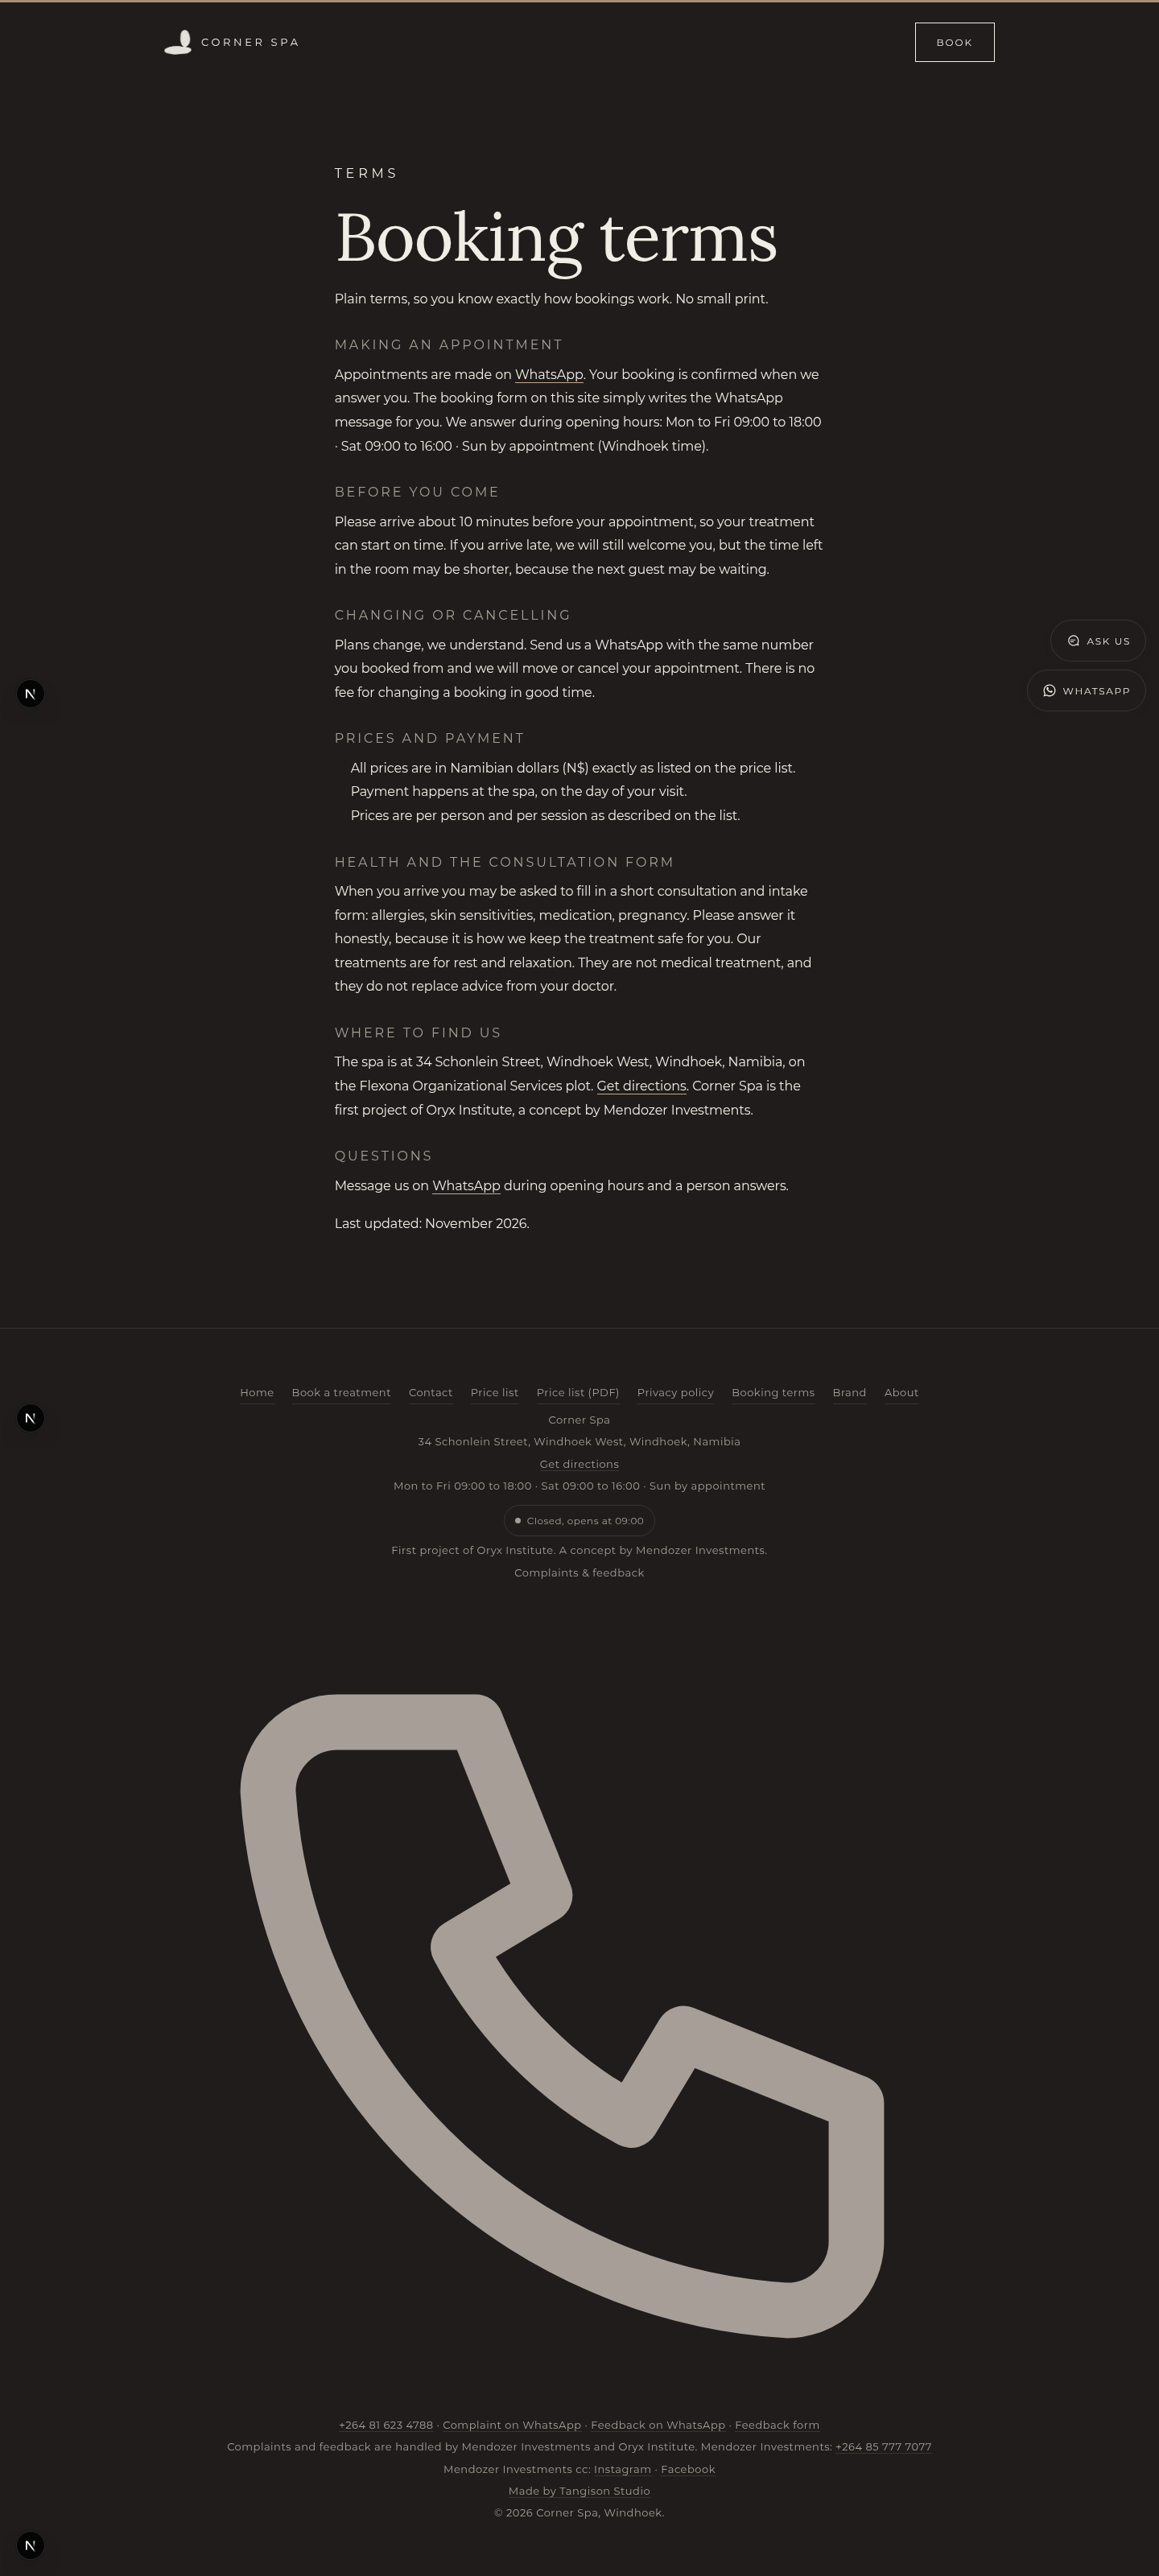 CORNER SPA
BOOK
TERMS
Booking terms
Plain terms, so you know exactly how bookings work. No small print.
MAKING AN APPOINTMENT
Appointments are made on WhatsApp. Your booking is confirmed when we
answer you. The booking form on this site simply writes the WhatsApp
message for you. We answer during opening hours: Mon to Fri 09:00 to 18:00
· Sat 09:00 to 16:00 · Sun by appointment (Windhoek time).
BEFORE YOU COME
Please arrive about 10 minutes before your appointment, so your treatment
can start on time. If you arrive late, we will still welcome you, but the time left
in the room may be shorter, because the next guest may be waiting.
CHANGING OR CANCELLING
Plans change, we understand. Send us a WhatsApp with the same number
you booked from and we will move or cancel your appointment. There is no
fee for changing a booking in good time.
ASK US
WHATSAPP
N
PRICES AND PAYMENT
All prices are in Namibian dollars (N$) exactly as listed on the price list.
Payment happens at the spa, on the day of your visit.
Prices are per person and per session as described on the list.
HEALTH AND THE CONSULTATION FORM
When you arrive you may be asked to fill in a short consultation and intake
form: allergies, skin sensitivities, medication, pregnancy. Please answer it
honestly, because it is how we keep the treatment safe for you. Our
treatments are for rest and relaxation. They are not medical treatment, and
they do not replace advice from your doctor.
WHERE TO FIND US
The spa is at 34 Schonlein Street, Windhoek West, Windhoek, Namibia, on
the Flexona Organizational Services plot. Get directions. Corner Spa is the
first project of Oryx Institute, a concept by Mendozer Investments.
QUESTIONS
Message us on WhatsApp during opening hours and a person answers.
Last updated: November 2026.
Home Book a treatment Contact Price list Price list (PDF) Privacy policy Booking terms Brand About
N
Corner Spa
34 Schonlein Street, Windhoek West, Windhoek, Namibia
Get directions
Mon to Fri 09:00 to 18:00 · Sat 09:00 to 16:00 · Sun by appointment
Closed, opens at 09:00
First project of Oryx Institute. A concept by Mendozer Investments.
Complaints & feedback
+264 81 623 4788 · Complaint on WhatsApp · Feedback on WhatsApp · Feedback form
Complaints and feedback are handled by Mendozer Investments and Oryx Institute. Mendozer Investments: +264 85 777 7077
Mendozer Investments cc: Instagram · Facebook
Made by Tangison Studio
© 2026 Corner Spa, Windhoek.
N